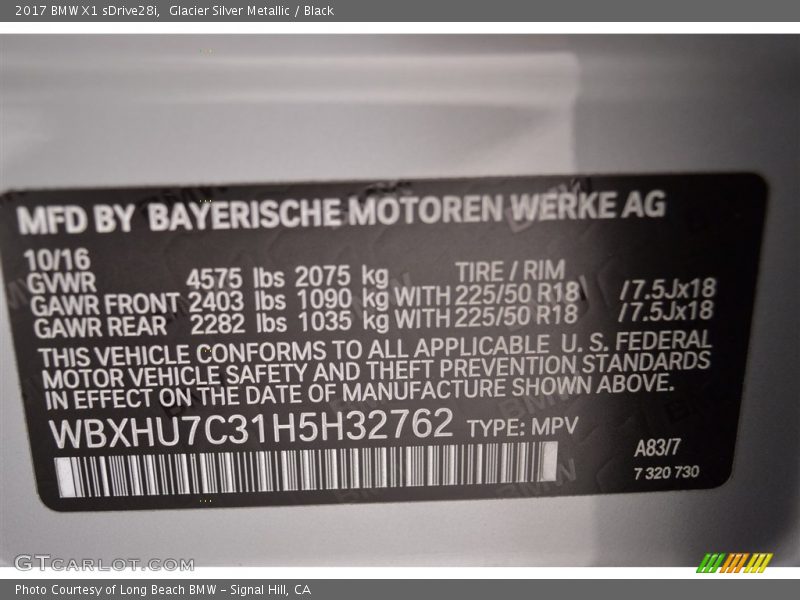 2017 BMW X1 sDrive28i, Glacier Silver Metallic / Black
MFD BY BAYERISCHE MOTOREN WERKE AG
10/16
GVWR 4575 lbs 2075 kg TIRE / RIM
GAWR FRONT 2403 lbs 1090 kg WITH 225/50 R18 /7.5Jx18
GAWR REAR 2282 lbs 1035 kg WITH 225/50 R18 /7.5Jx18
THIS VEHICLE CONFORMS TO ALL APPLICABLE U. S. FEDERAL
MOTOR VEHICLE SAFETY AND THEFT PREVENTION STANDARDS
IN EFFECT ON THE DATE OF MANUFACTURE SHOWN ABOVE.
WBXHU7C31H5H32762 TYPE: MPV
A83/7
7 320 730
GTCarLot.com
Photo Courtesy of Long Beach BMW - Signal Hill, CA